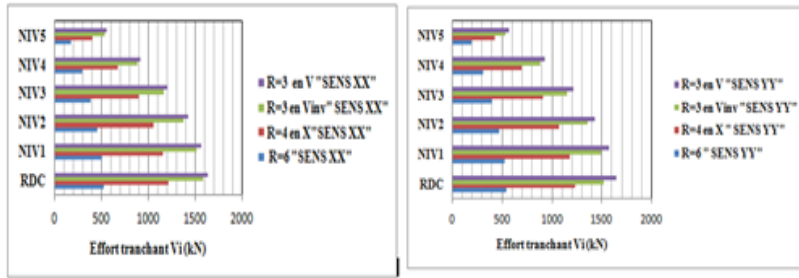 NIV5
NIV4
NIV3
NIV2
NIV1
RDC
0 500 1000 1500 2000
Effort tranchant Vi (kN)
R=3 en V "SENS XX"
R=3 en Vinv" SENS XX"
R=4 en X"SENS XX"
R=6 "SENS XX"
NIV5
NIV4
NIV3
NIV2
NIV1
RDC
0 500 1000 1500 2000
Effort tranchant Vi (kN)
R=3 en V "SENS YY"
R=3 en Vinv "SENS YY"
R=4 en X " SENS YY"
R=6 " SENS YY"